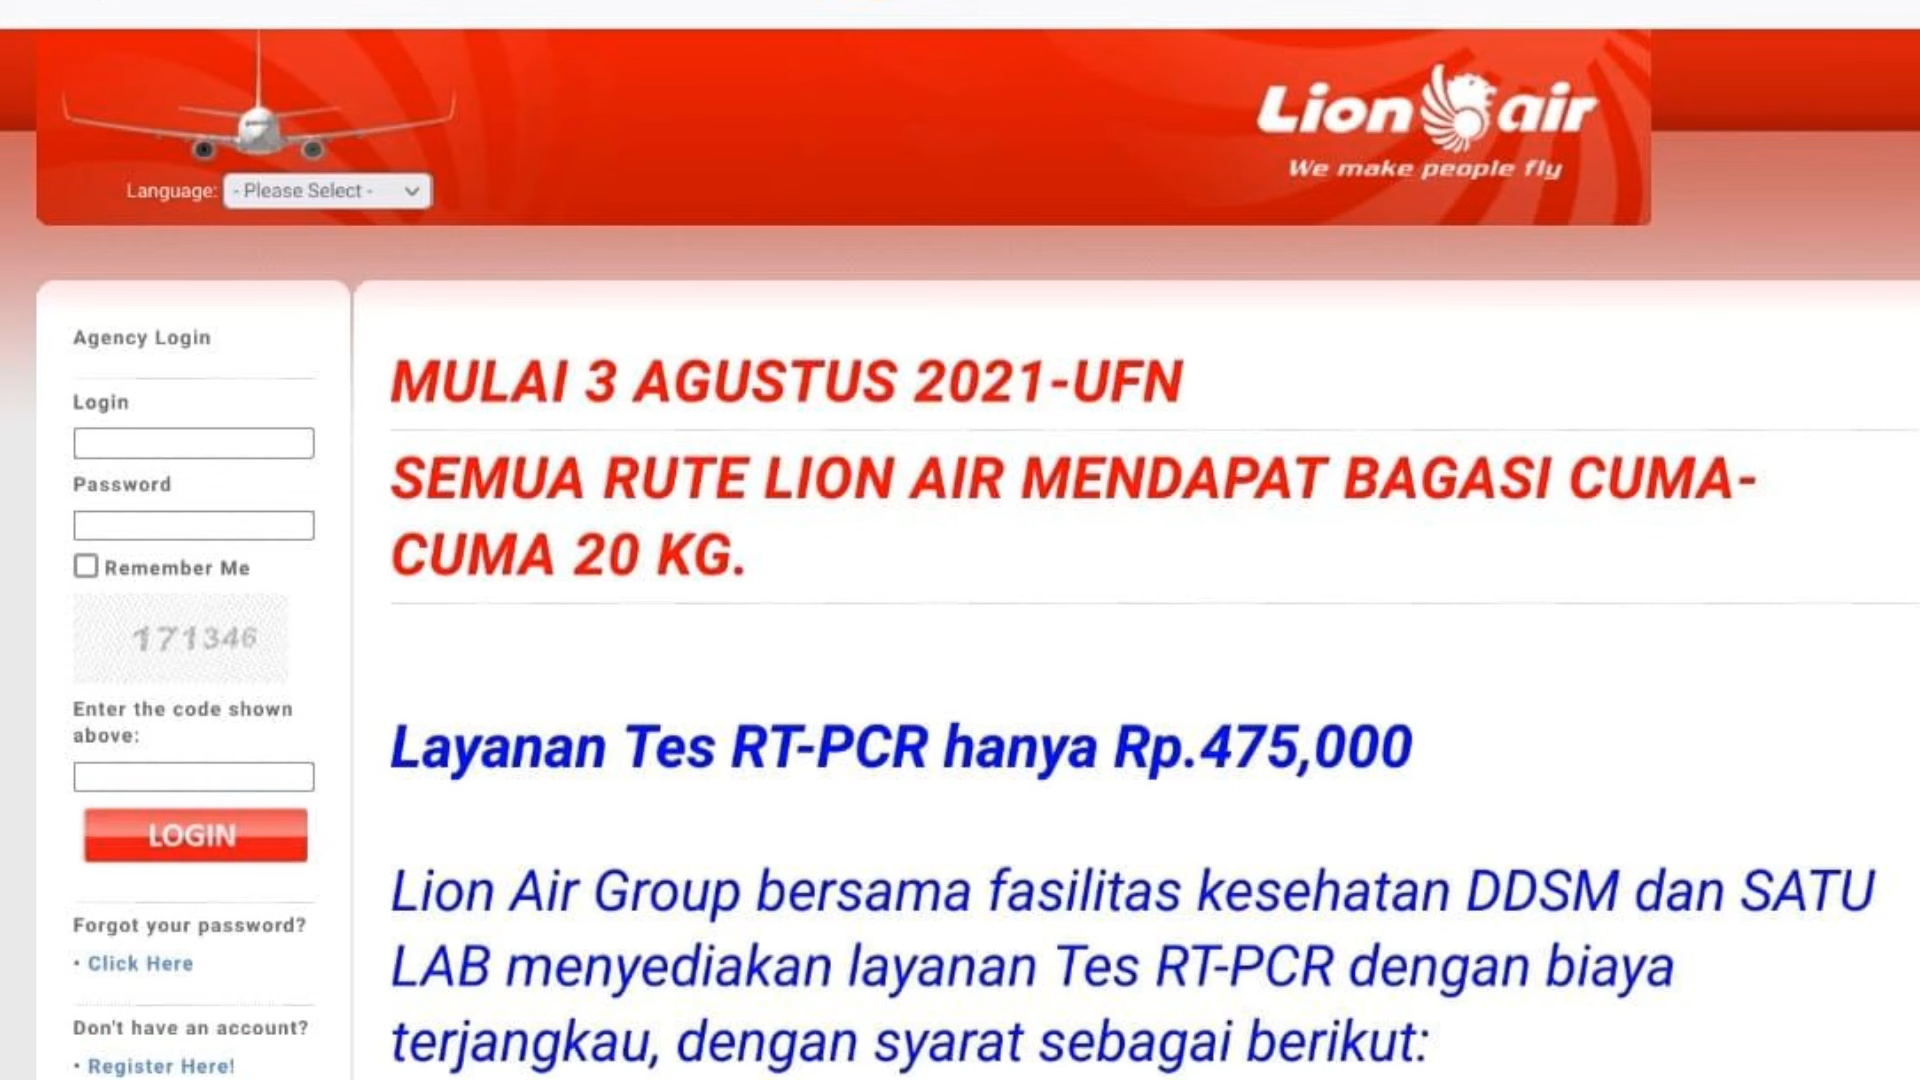 Lion air
We make people fly
Language: - Please Select -
Agency Login
Login
Password
Remember Me
171346
Enter the code shown
above:
LOGIN
Forgot your password?
• Click Here
Don't have an account?
• Register Here!
MULAI 3 AGUSTUS 2021-UFN
SEMUA RUTE LION AIR MENDAPAT BAGASI CUMA-
CUMA 20 KG.
Layanan Tes RT-PCR hanya Rp.475,000
Lion Air Group bersama fasilitas kesehatan DDSM dan SATU
LAB menyediakan layanan Tes RT-PCR dengan biaya
terjangkau, dengan syarat sebagai berikut: